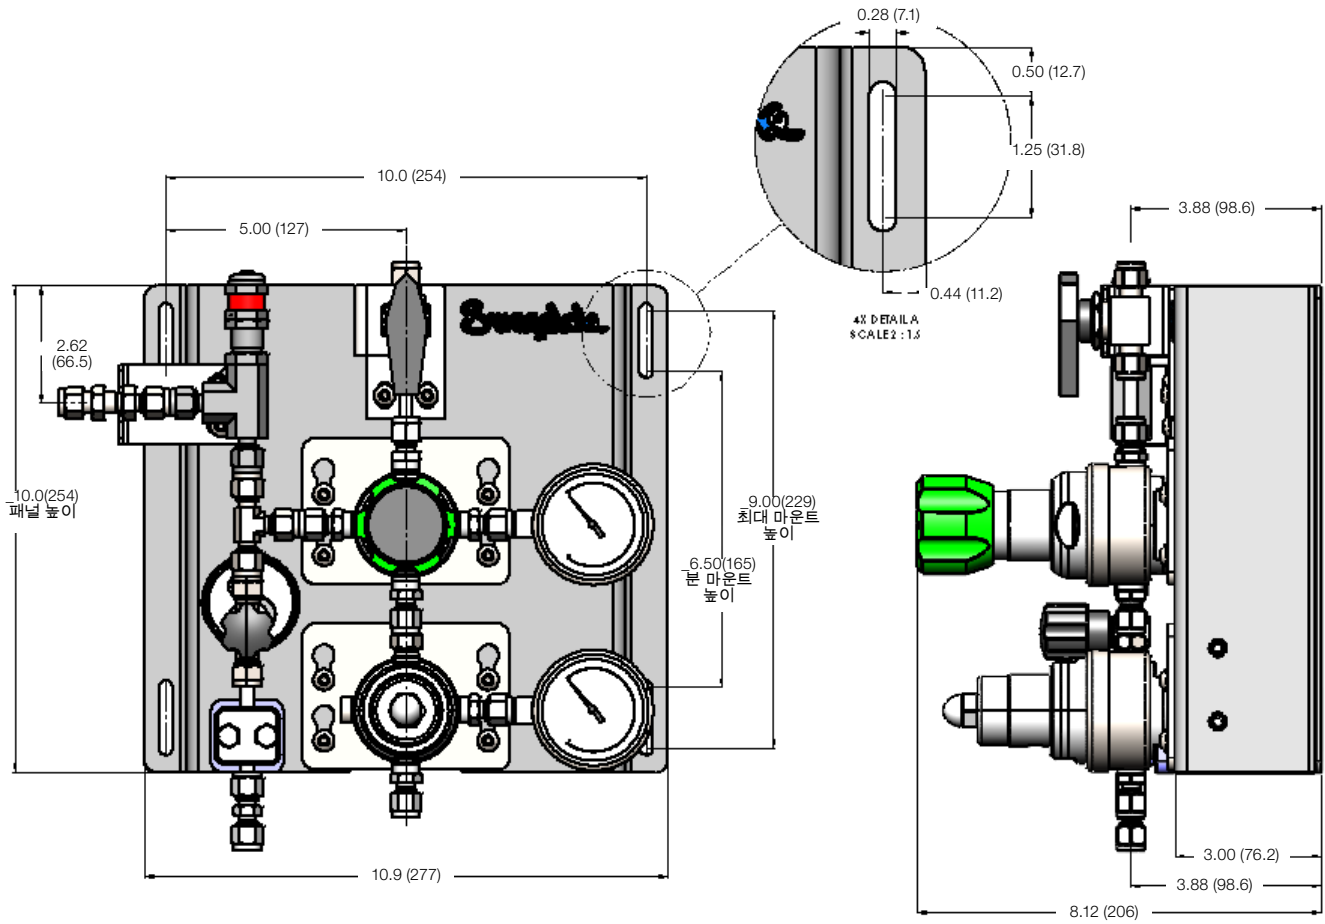 0.28 (7.1)
0.50 (12.7)
1.25 (31.8)
0.44 (11.2)
4X DETAIL A
SCALE 2 : 1.5
10.0 (254)
5.00 (127)
3.88 (98.6)
Swagelok
2.62
(66.5)
10.0(254)
패널 높이
9.00(229)
최대 마운트
높이
6.50(165)
분 마운트
높이
10.9 (277)
3.00 (76.2)
3.88 (98.6)
8.12 (206)